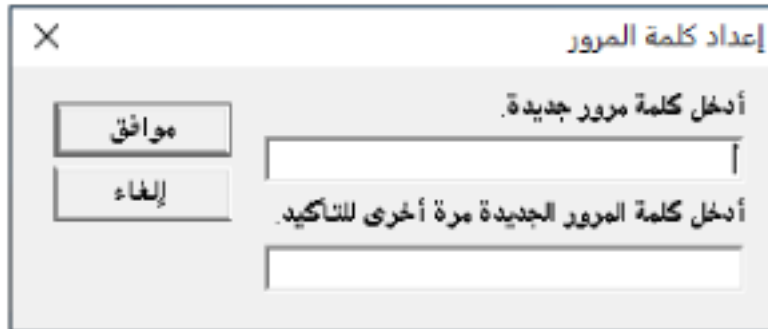 إعداد كلمة المرور
أدخل كلمة مرور جديدة.
موافق
إلغاء
أدخل كلمة المرور الجديدة مرة أخرى للتأكيد.